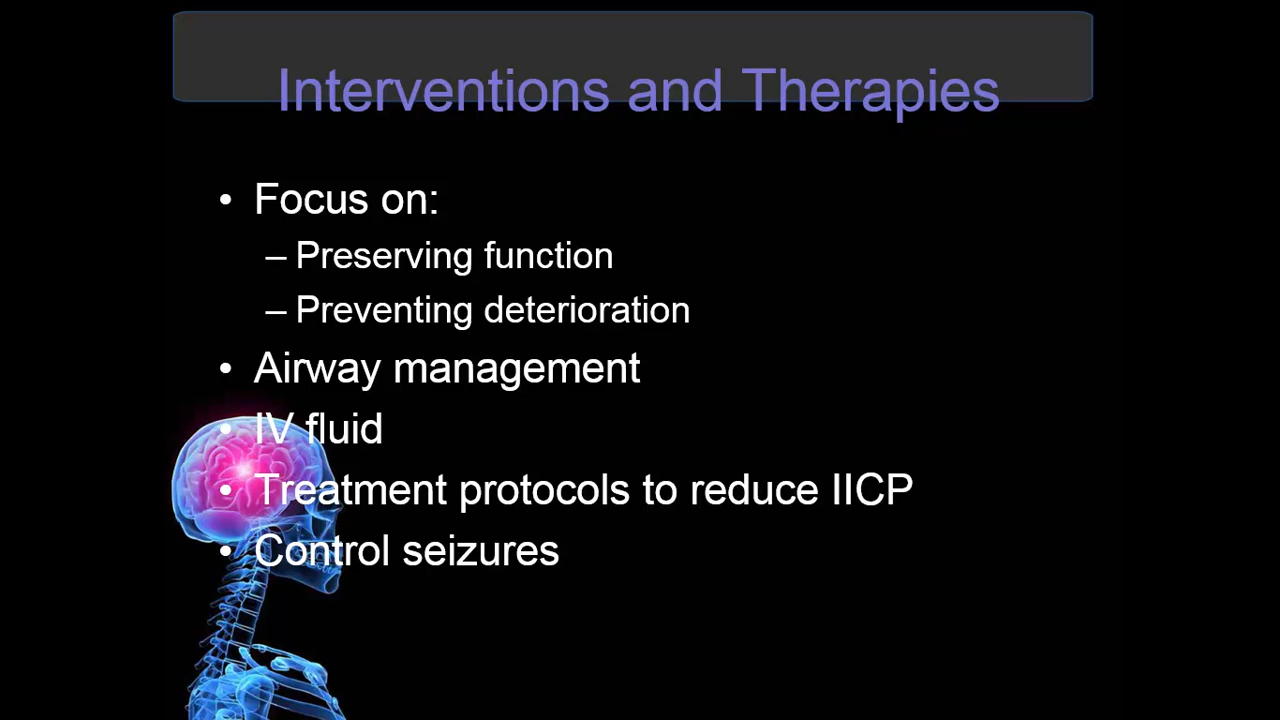 Interventions and Therapies
• Focus on:
– Preserving function
– Preventing deterioration
• Airway management
• IV fluid
• Treatment protocols to reduce IICP
• Control seizures